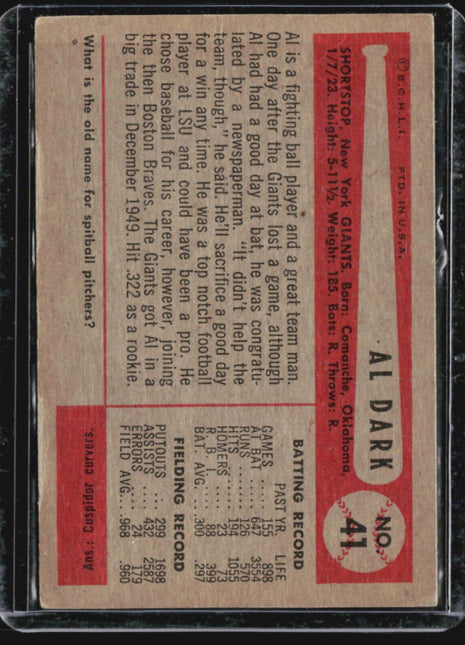 © B.G.H.L.I. PTD. IN U.S.A.
AL DARK
NO.
41
SHORTSTOP, New York GIANTS. Born: Comanche, Oklahoma,
1/7/23. Height: 5-11½. Weight: 185. Bats: R. Throws: R.
Al is a fighting ball player and a great team man.
One day after the Giants lost a game, although
Al had had a good day at bat, he was congratu-
lated by a newspaperman. "It didn't help the
team, though," he said. He'll sacrifice a good day
for a win any time. He was a top notch football
player at LSU and could have been a pro. He
chose baseball for his career, however, joining
the then Boston Braves. The Giants got Al in a
big trade in December 1949. Hit .322 as a rookie.
What is the old name for spitball pitchers?
BATTING RECORD
PAST YR. LIFE
GAMES ..... 155 898
AT BAT .... 647 3554
RUNS ...... 126 570
HITS ...... 194 1055
HOMERS .... 23 73
R. B. I. .... 88 399
BAT. AVG... .300 .297
FIELDING RECORD
PUTOUTS ... 299 1698
ASSISTS ... 432 2587
ERRORS .... 24 179
FIELD AVG... .968 .960
Ans.: Cuspidor curvers.